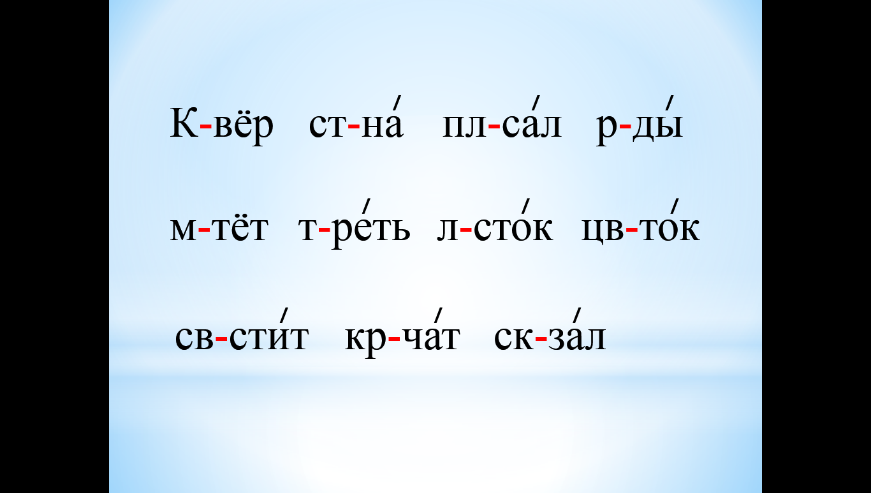 К-вёр ст-на́ пл-са́л р-ды́
м-тёт т-ре́ть л-сто́к цв-то́к
св-сти́т кр-ча́т ск-за́л